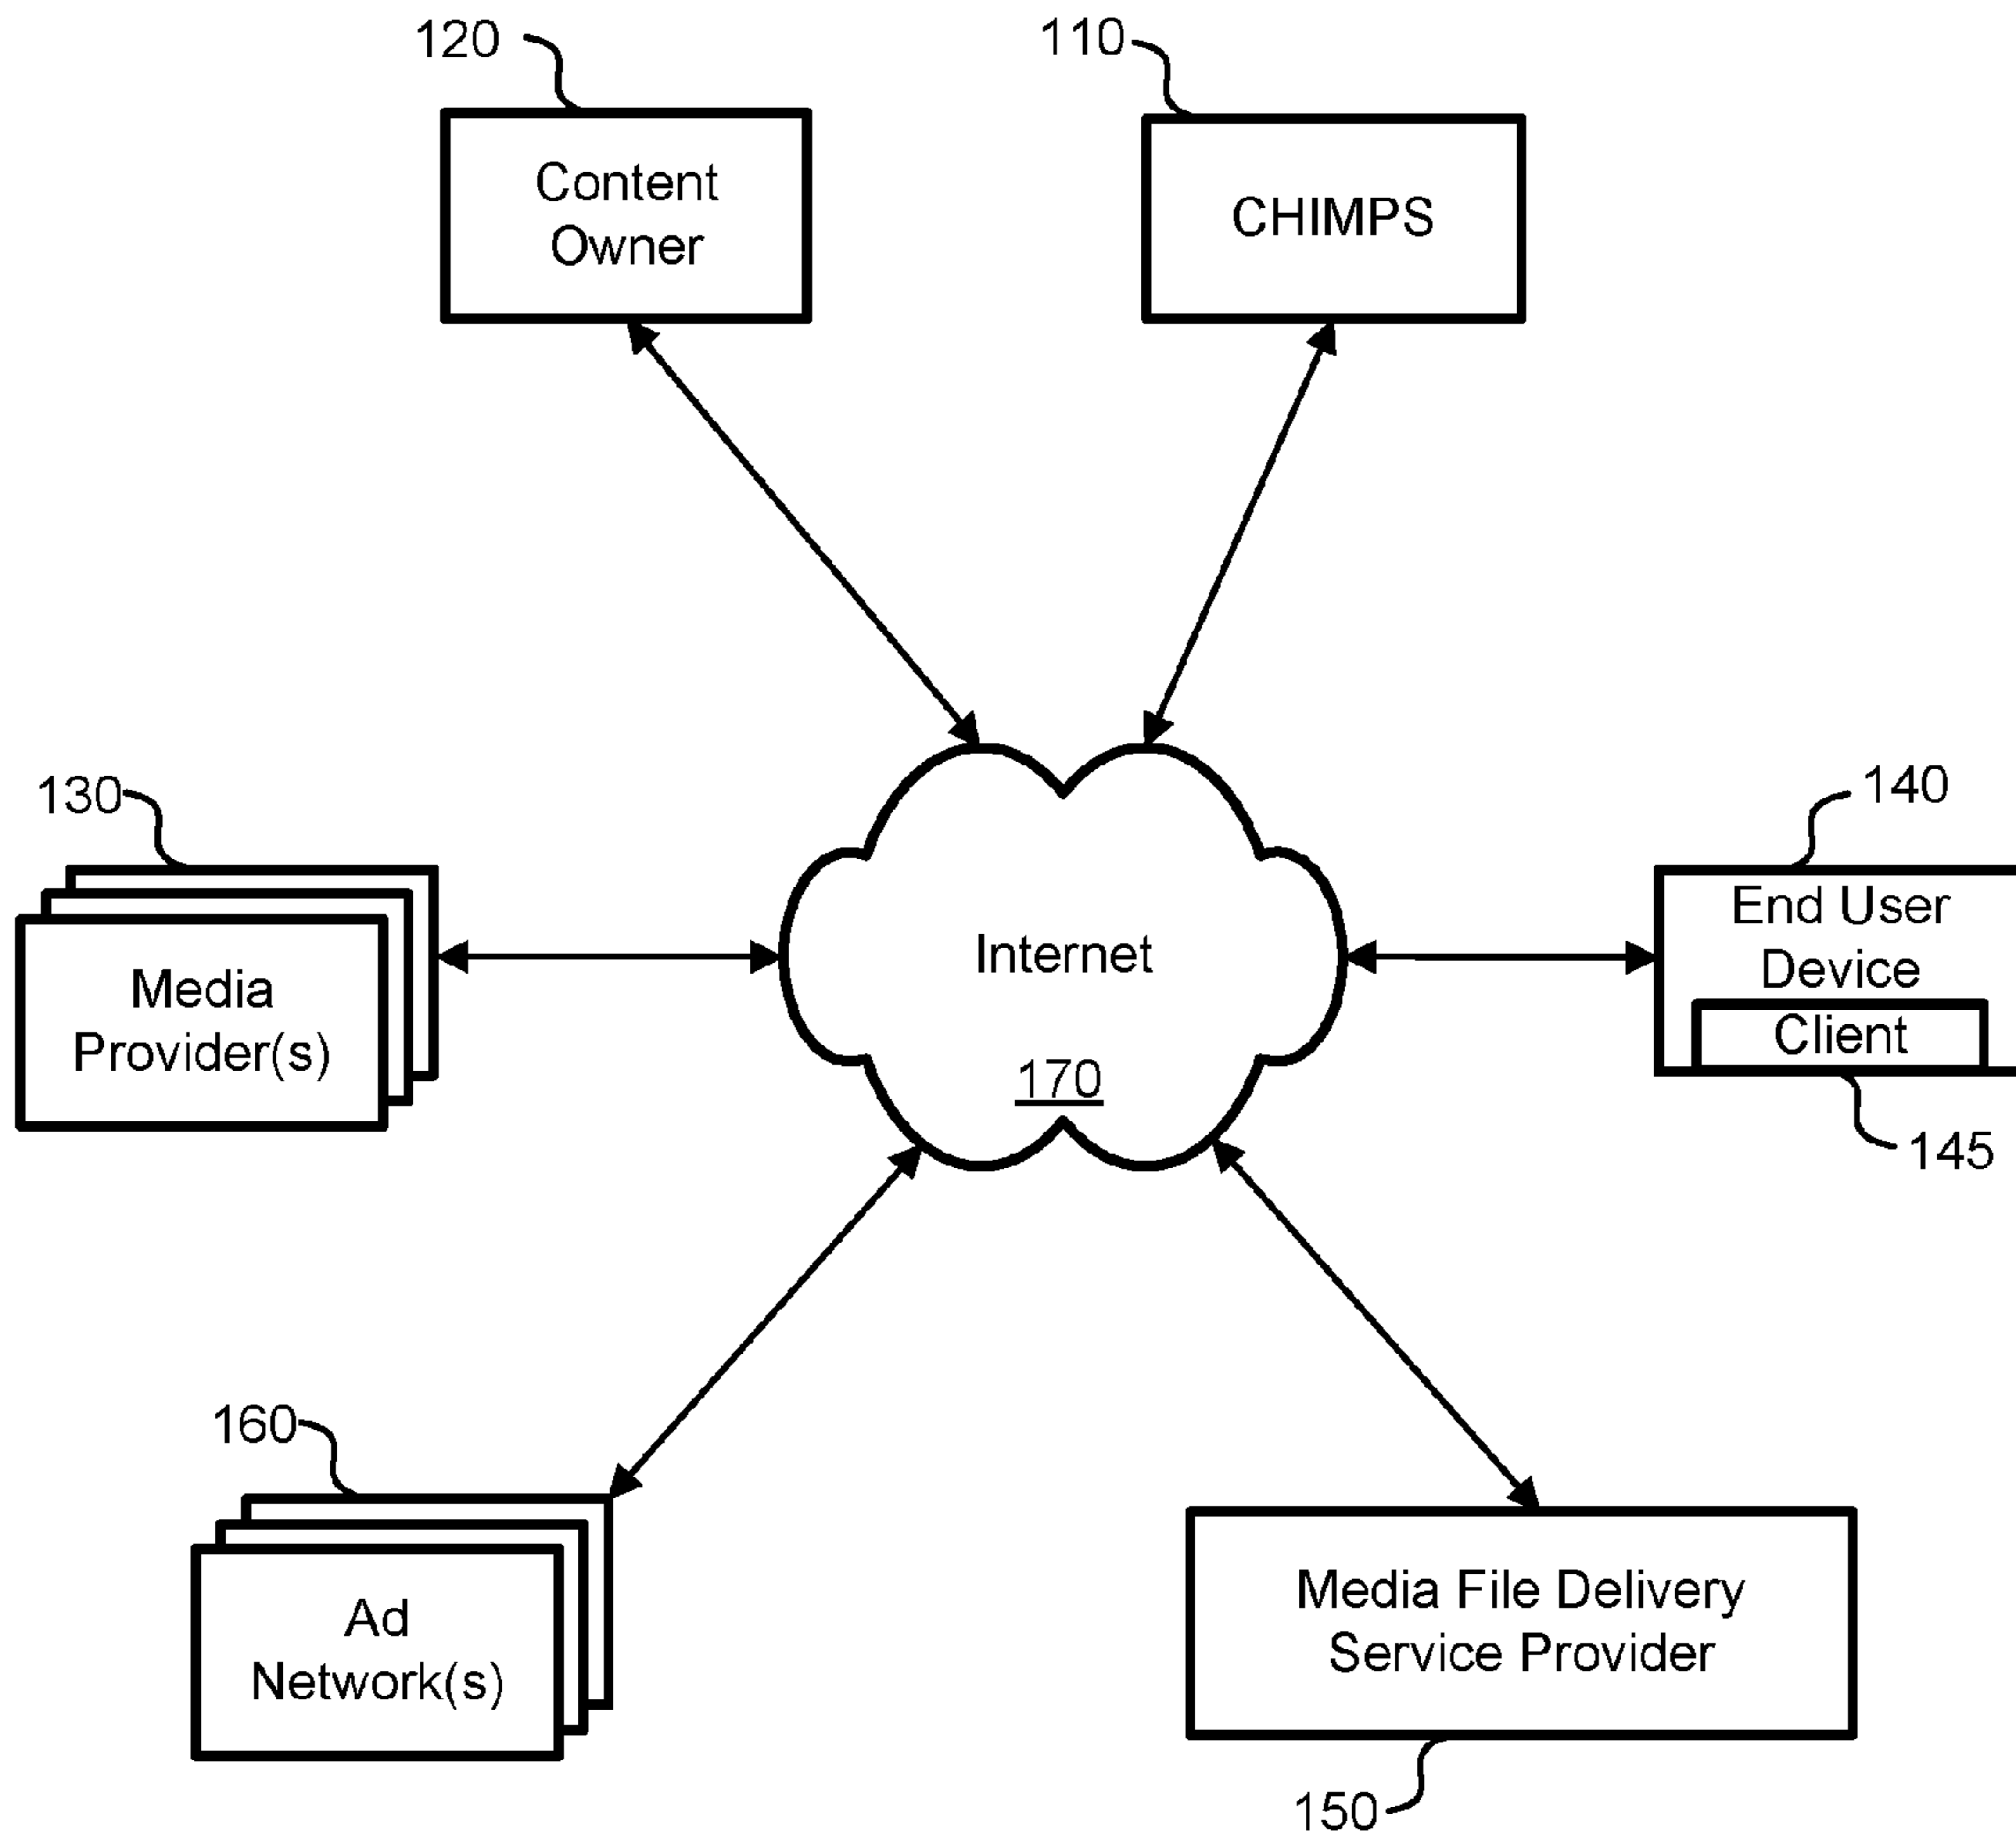 120
110
Content
Owner
CHIMPS
130
140
Media
Provider(s)
Internet
170
End User
Device
Client
145
160
Ad
Network(s)
Media File Delivery
Service Provider
150